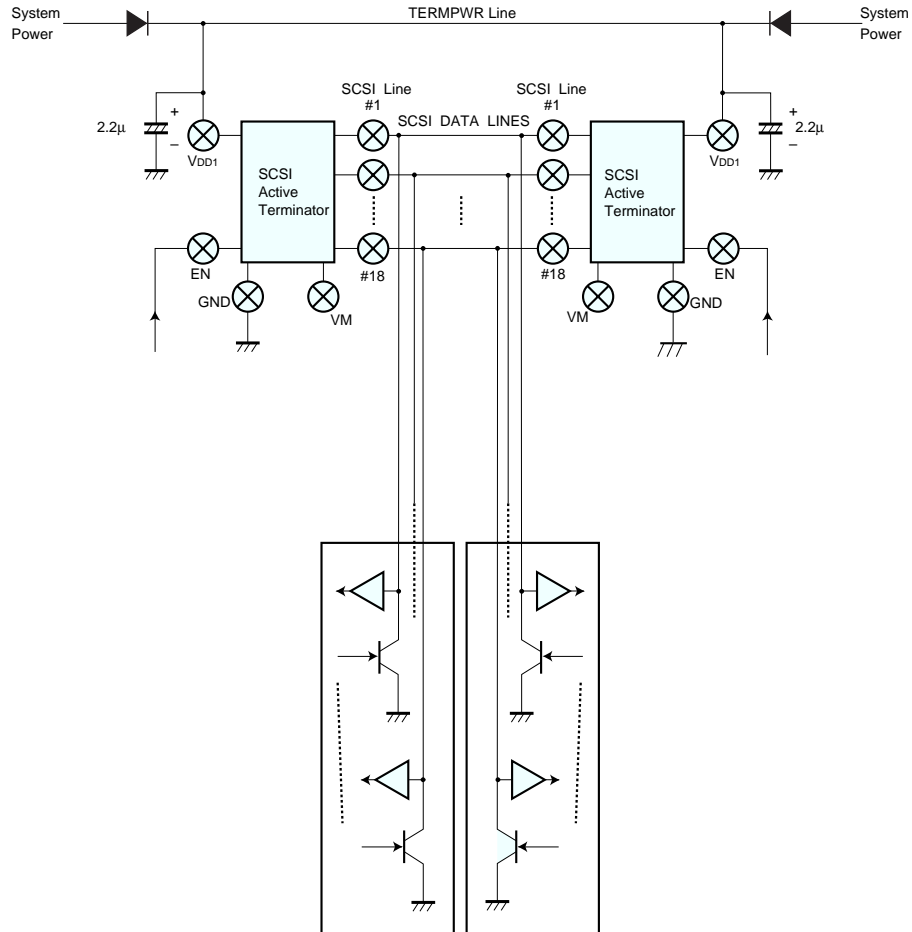 System
Power
TERMPWR Line
System
Power
SCSI Line
#1
SCSI Line
#1
SCSI DATA LINES
2.2μ
+
–
VDD1
SCSI
Active
Terminator
SCSI
Active
Terminator
VDD1
+
–
2.2μ
EN
GND
VM
#18
#18
VM
GND
EN